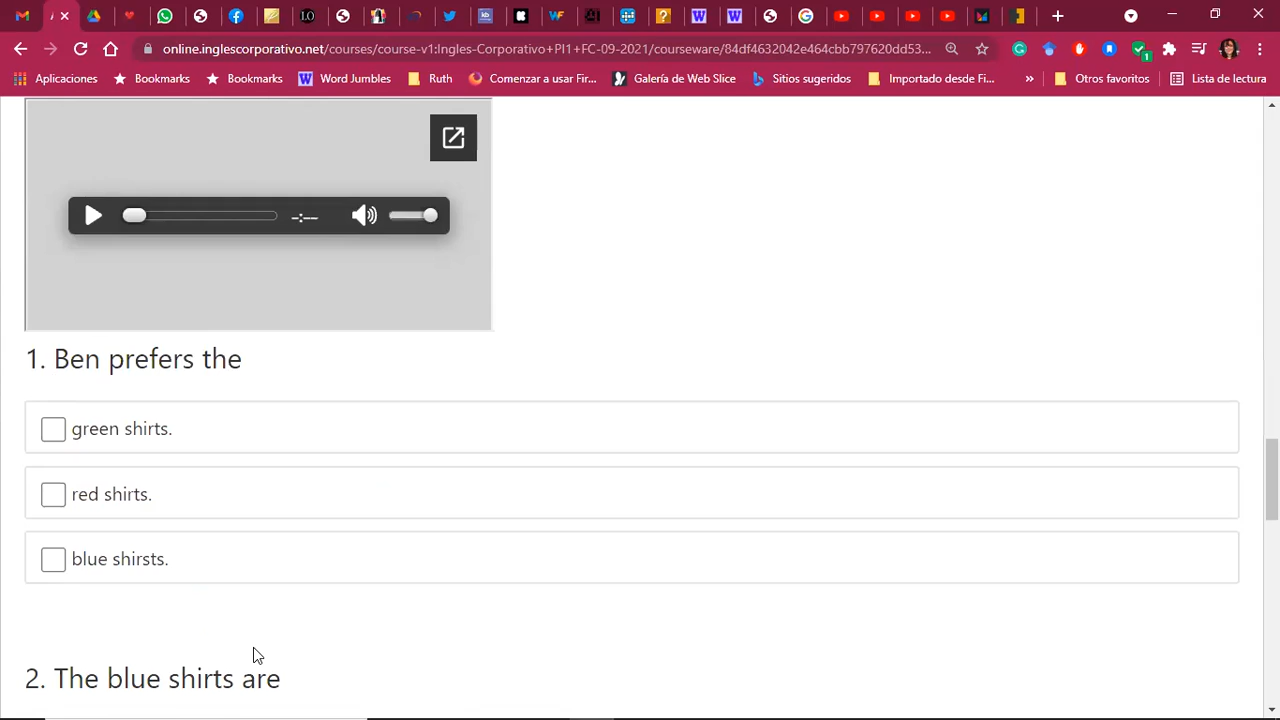 online.inglescorporativo.net/courses/course-v1:Ingles-Corporativo+PI1+FC-09-2021/courseware/84df4632042e464cbb797620dd53...
Aplicaciones Bookmarks Bookmarks Word Jumbles Ruth Comenzar a usar Fir... Galería de Web Slice Sitios sugeridos Importado desde Fi... » Otros favoritos Lista de lectura
-:--
1. Ben prefers the
green shirts.
red shirts.
blue shirsts.
2. The blue shirts are